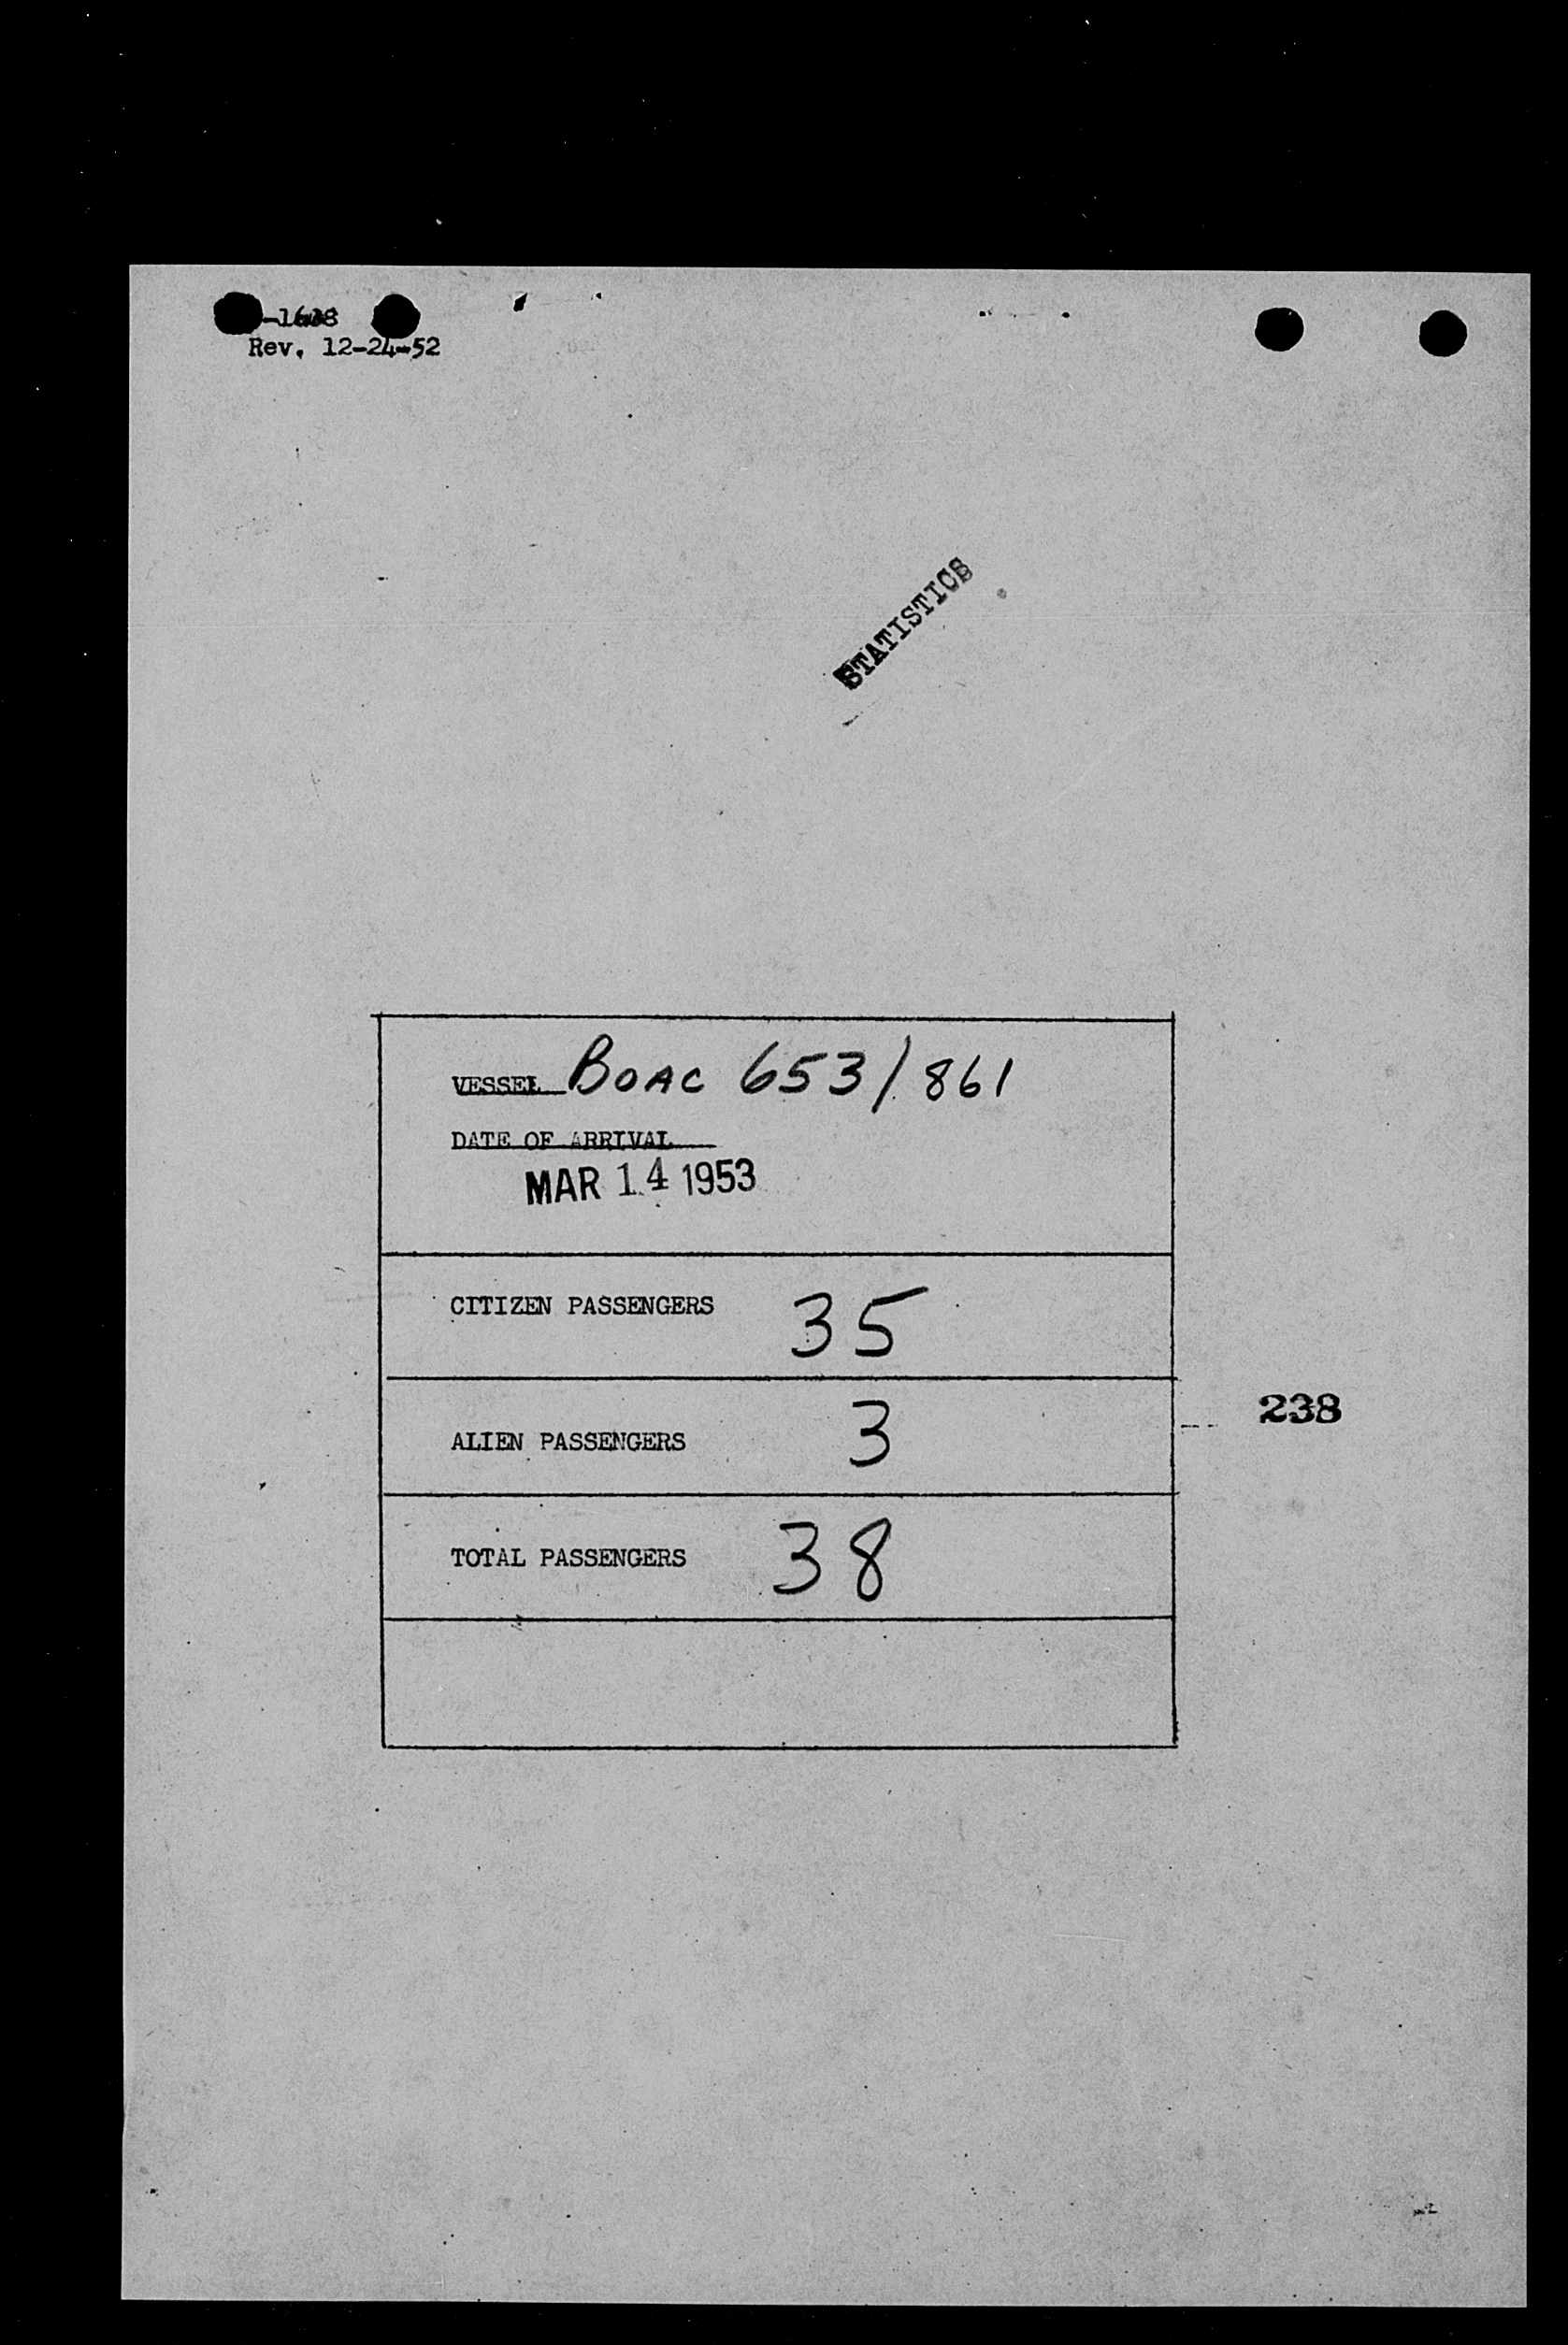 Rev. 12-24-52
STATISTICS
VESSEL BOAC 653/861
DATE OF ARRIVAL
MAR 14 1953
CITIZEN PASSENGERS 35
ALIEN PASSENGERS 3
238
TOTAL PASSENGERS 38